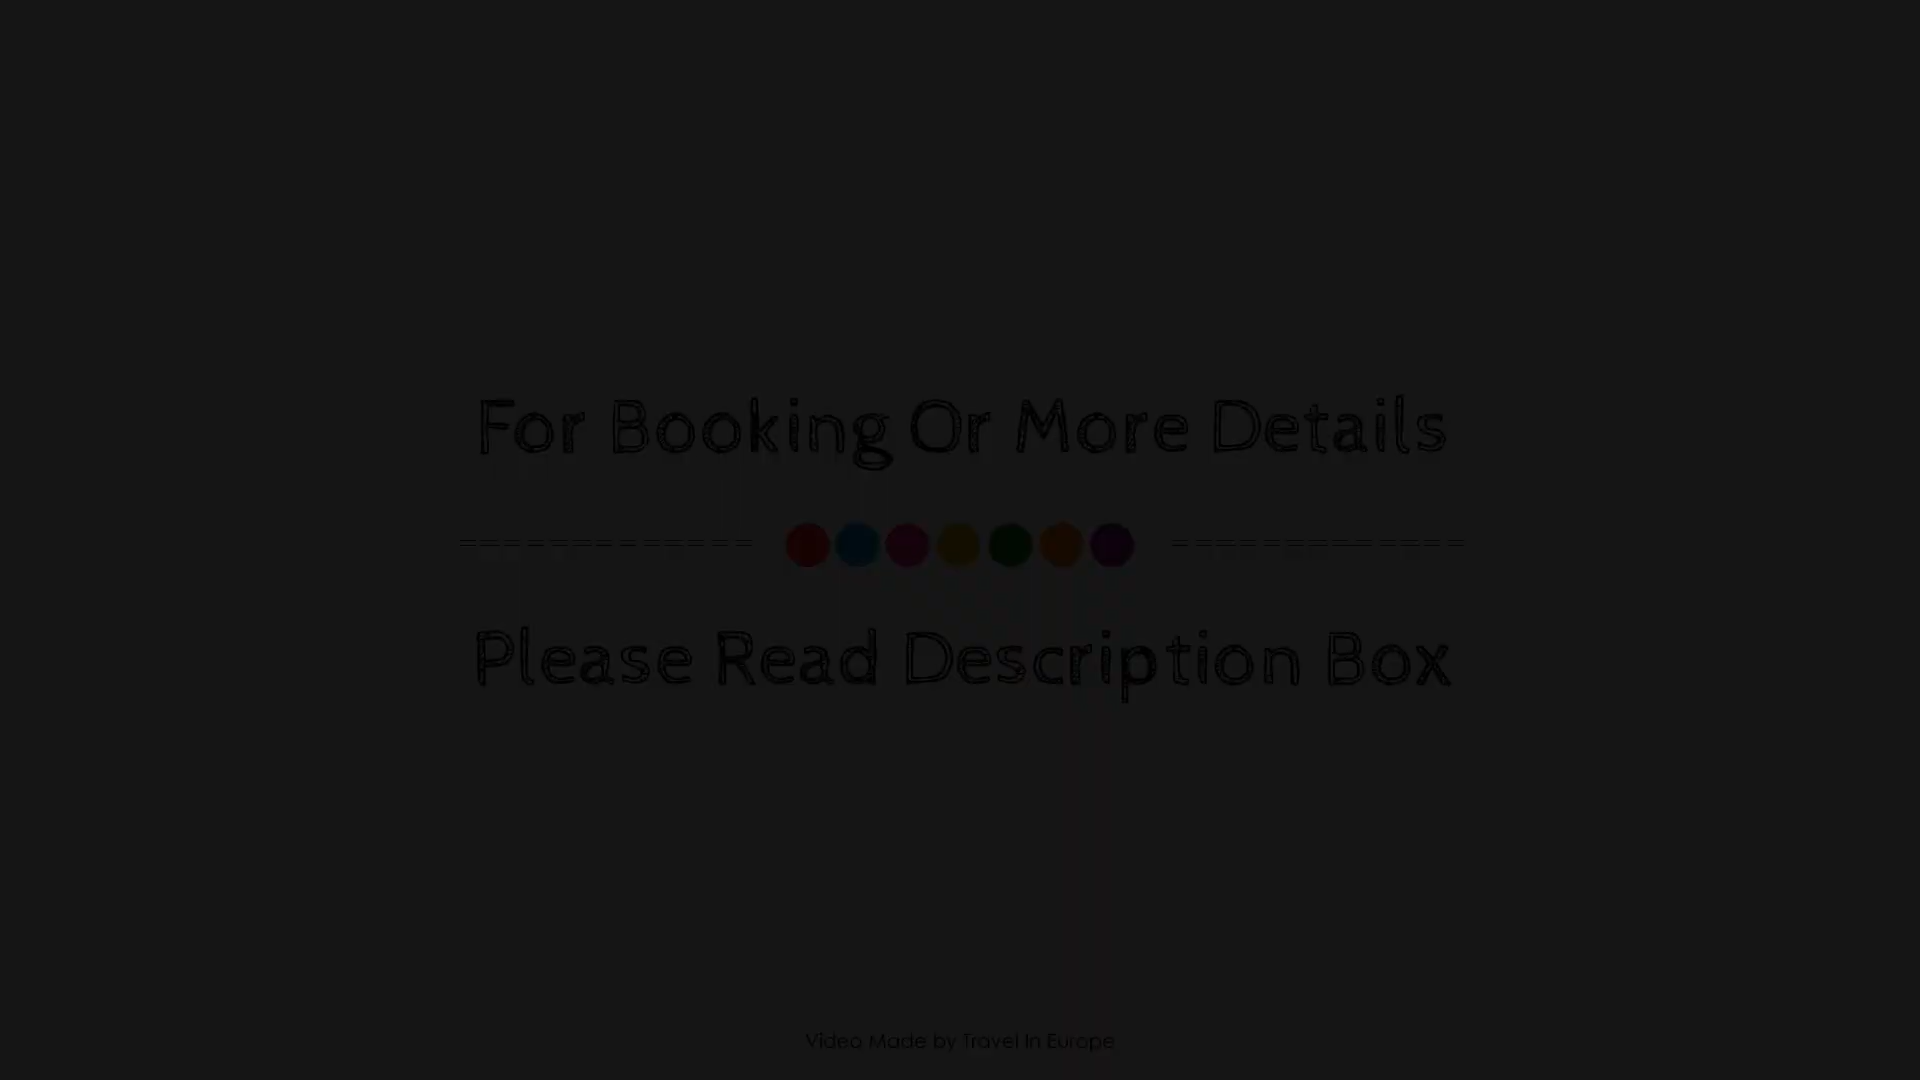 For Booking Or More Details
============= =============
Please Read Description Box
Video Made by Travel In Europe